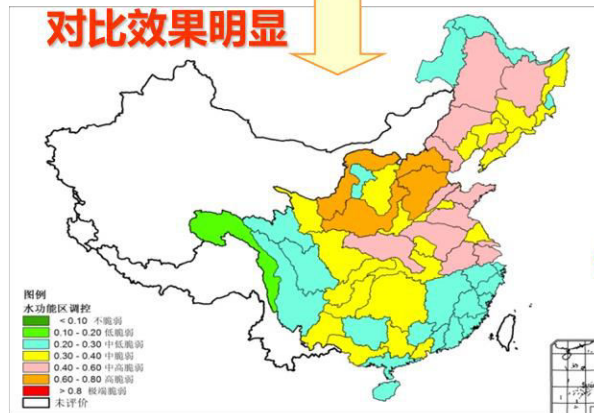 对比效果明显
图例
水功能区调控
< 0.10 不脆弱
0.10 - 0.20 低脆弱
0.20 - 0.30 中低脆弱
0.30 - 0.40 中脆弱
0.40 - 0.60 中高脆弱
0.60 - 0.80 高脆弱
> 0.8 极端脆弱
未评价